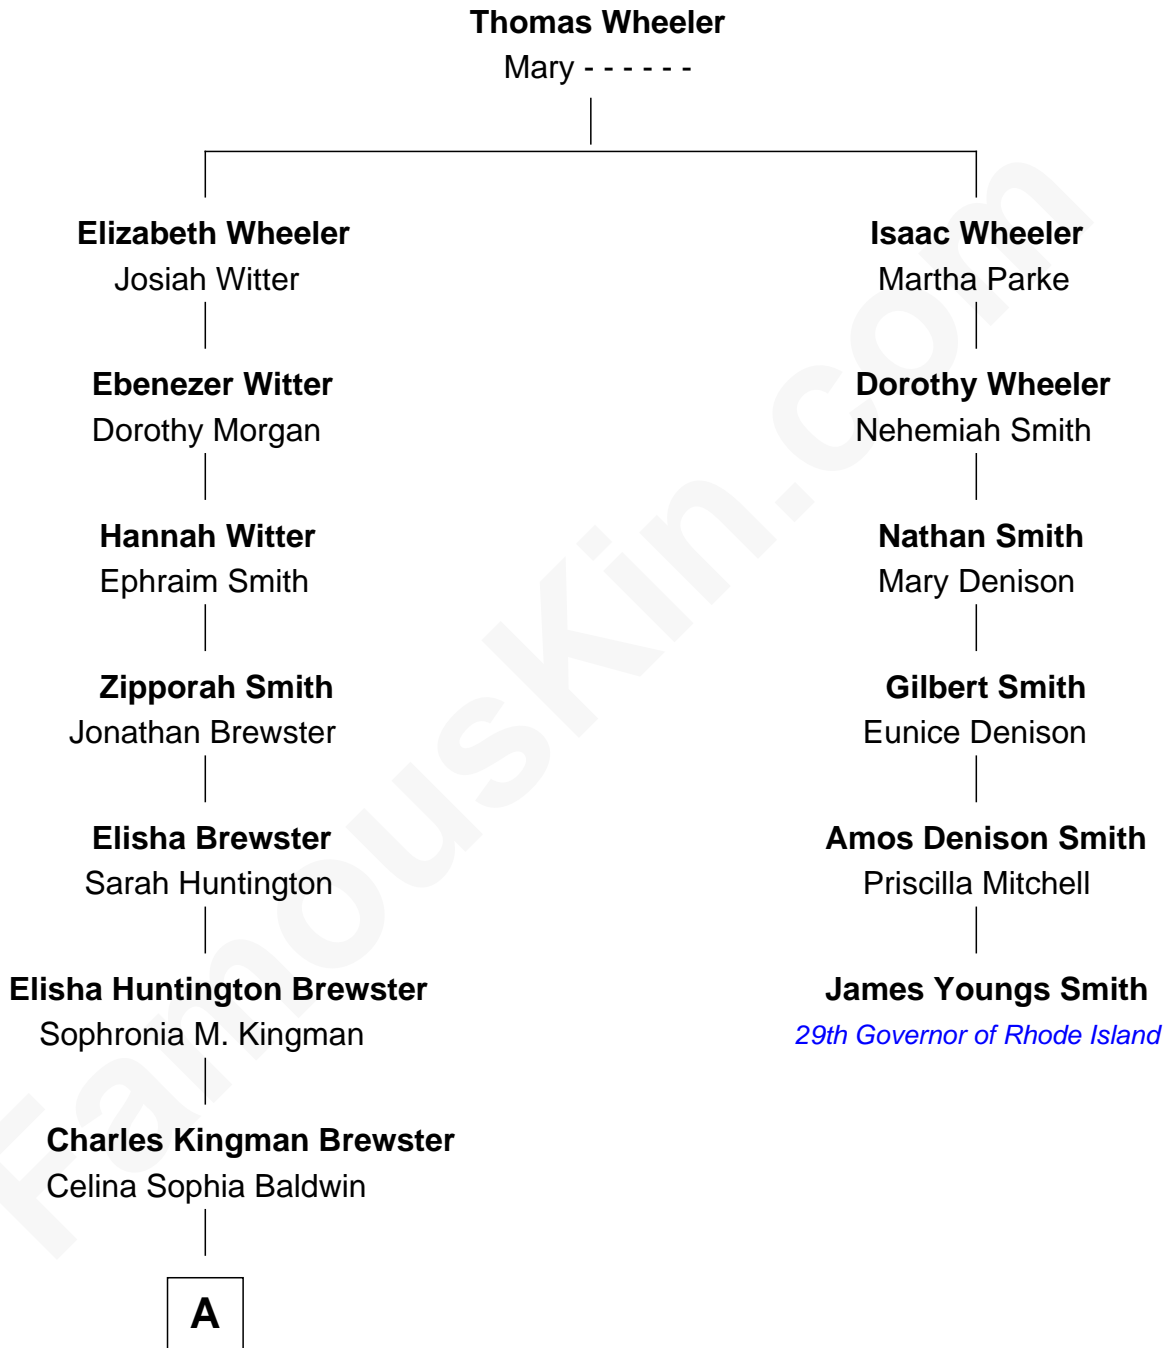 Thomas Wheeler
Mary - - - - - -
Elizabeth Wheeler
Josiah Witter
Isaac Wheeler
Martha Parke
Ebenezer Witter
Dorothy Morgan
Dorothy Wheeler
Nehemiah Smith
Hannah Witter
Ephraim Smith
Nathan Smith
Mary Denison
Zipporah Smith
Jonathan Brewster
Gilbert Smith
Eunice Denison
Elisha Brewster
Sarah Huntington
Amos Denison Smith
Priscilla Mitchell
Elisha Huntington Brewster
Sophronia M. Kingman
James Youngs Smith
29th Governor of Rhode Island
Charles Kingman Brewster
Celina Sophia Baldwin
A
FamousKin.com